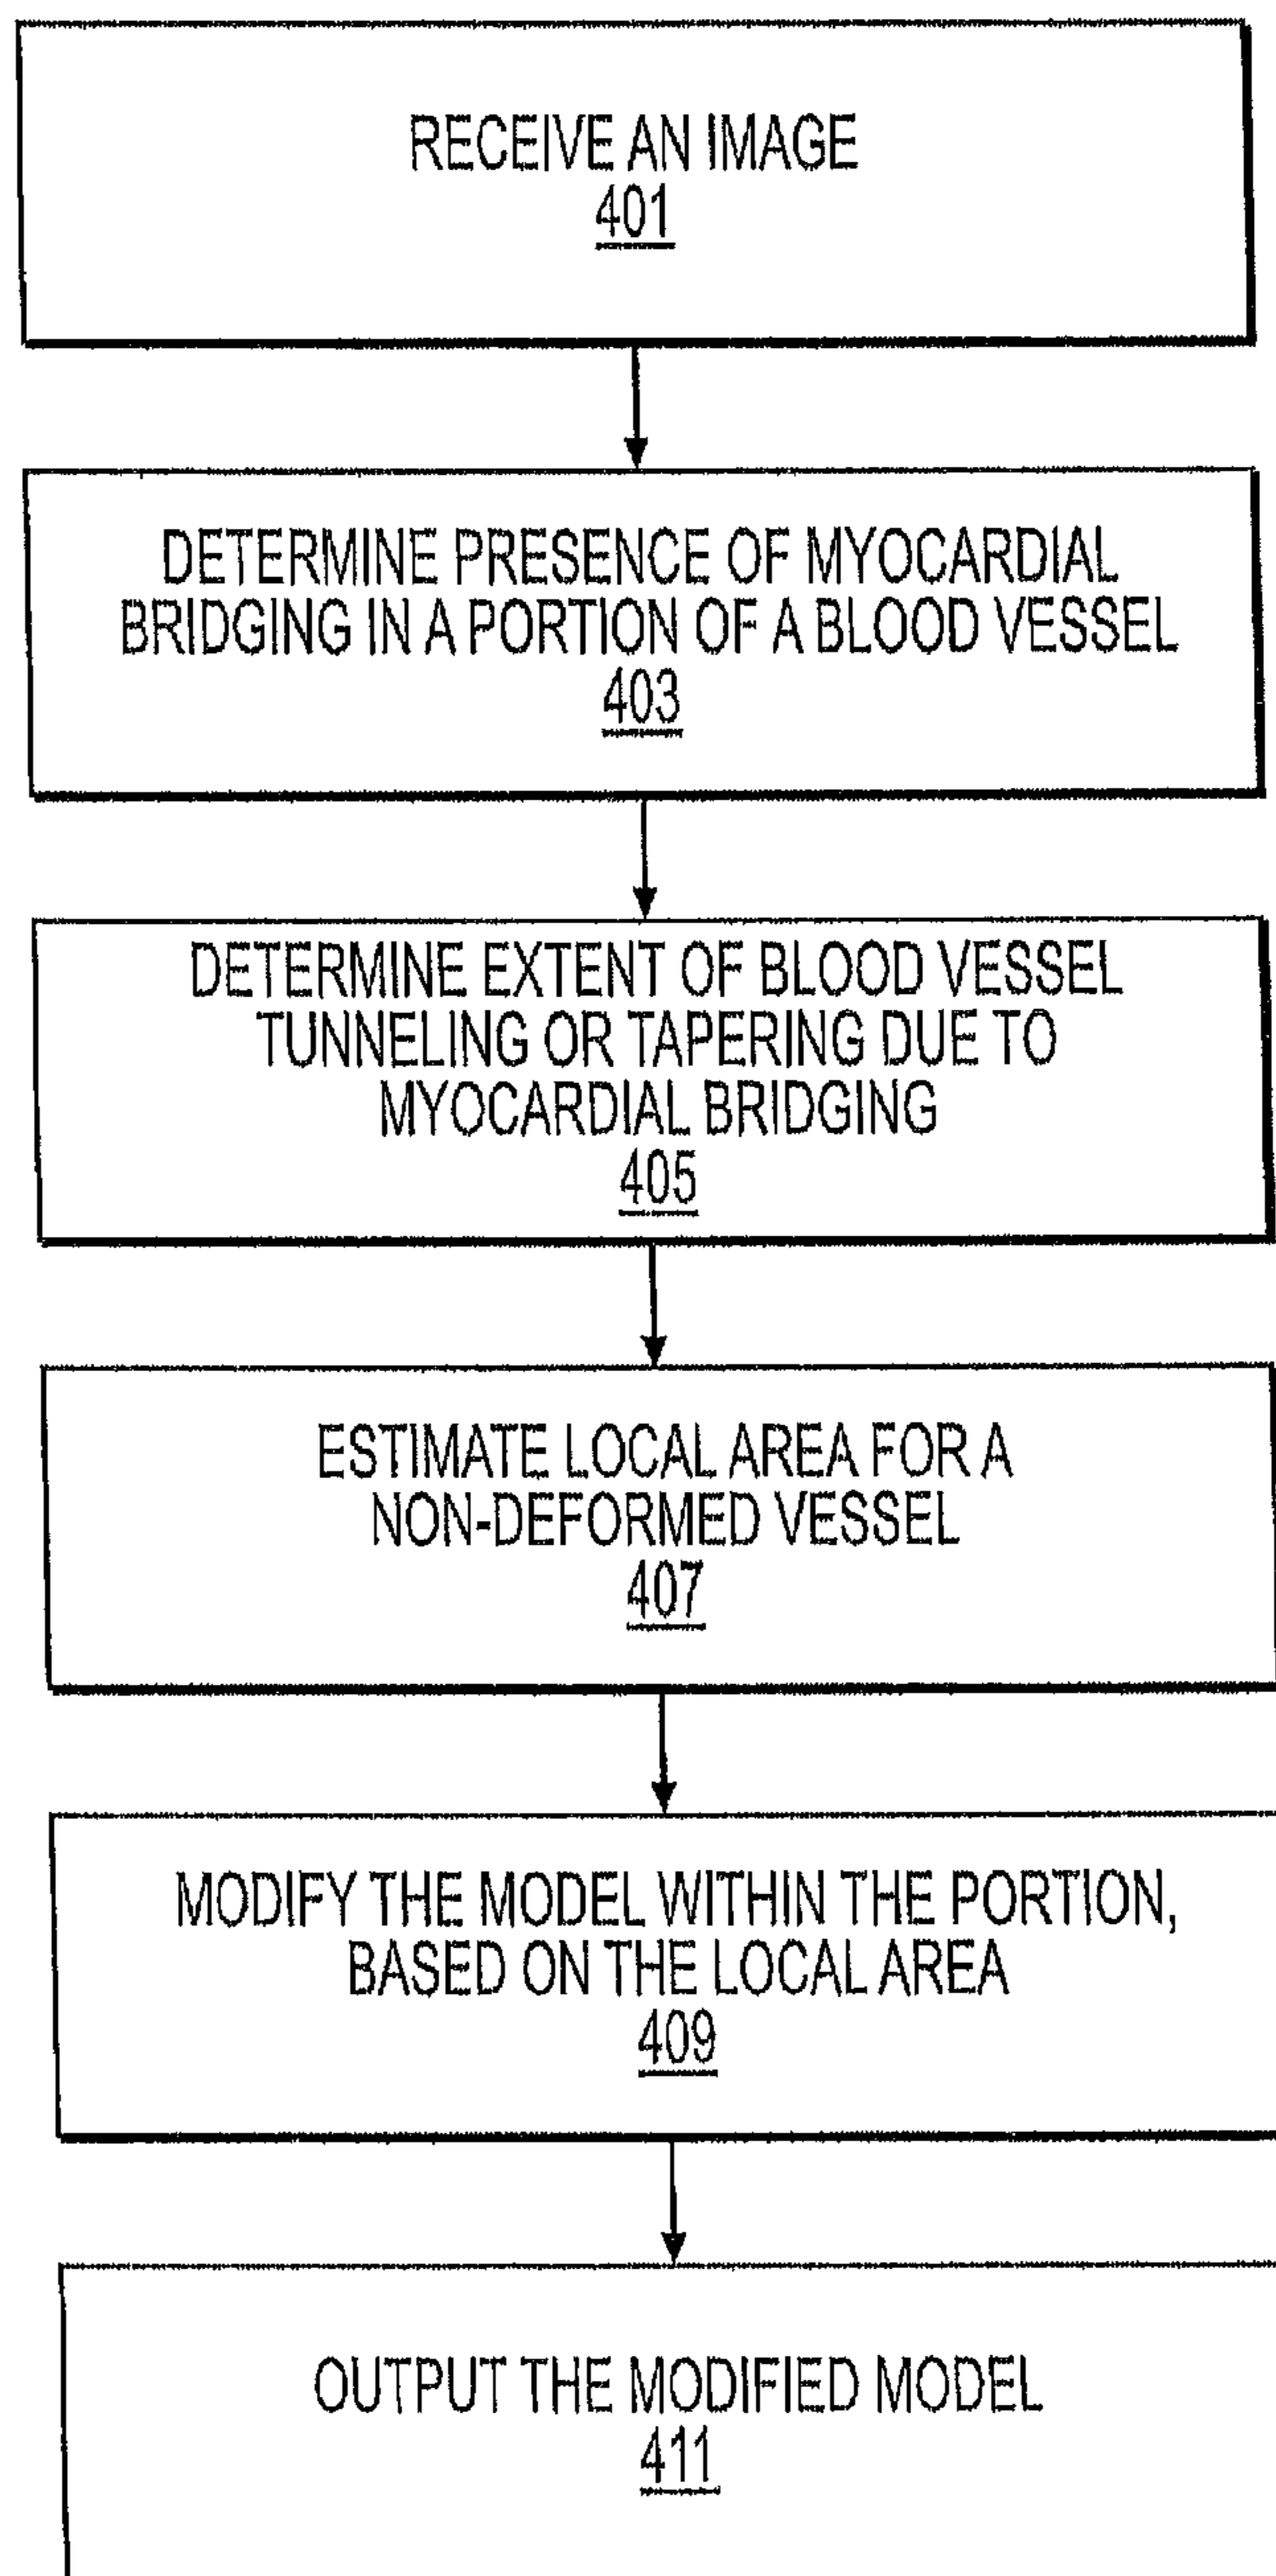 RECEIVE AN IMAGE
401
DETERMINE PRESENCE OF MYOCARDIAL
BRIDGING IN A PORTION OF A BLOOD VESSEL
403
DETERMINE EXTENT OF BLOOD VESSEL
TUNNELING OR TAPERING DUE TO
MYOCARDIAL BRIDGING
405
ESTIMATE LOCAL AREA FOR A
NON-DEFORMED VESSEL
407
MODIFY THE MODEL WITHIN THE PORTION,
BASED ON THE LOCAL AREA
409
OUTPUT THE MODIFIED MODEL
411